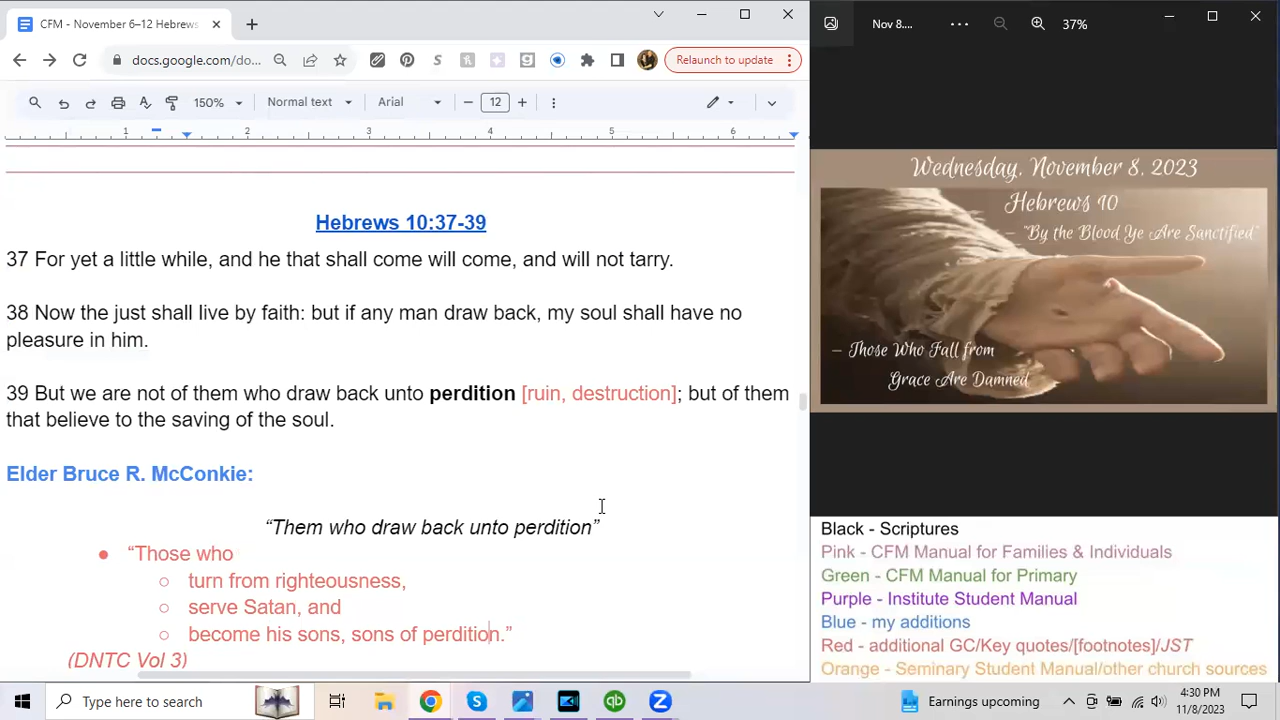 CFM - November 6–12 Hebrews
docs.google.com/do...
Relaunch to update
150%
Normal text
Arial
12
1 2 3 4 5 6
Hebrews 10:37-39
37 For yet a little while, and he that shall come will come, and will not tarry.
38 Now the just shall live by faith: but if any man draw back, my soul shall have no
pleasure in him.
39 But we are not of them who draw back unto perdition [ruin, destruction]; but of them
that believe to the saving of the soul.
Elder Bruce R. McConkie:
“Them who draw back unto perdition”
“Those who
turn from righteousness,
serve Satan, and
become his sons, sons of perdition.”
(DNTC Vol 3)
Nov 8....
37%
Wednesday, November 8, 2023
Hebrews 10
– “By the Blood Ye Are Sanctified”
– Those Who Fall from
Grace Are Damned
Black - Scriptures
Pink - CFM Manual for Families & Individuals
Green - CFM Manual for Primary
Purple - Institute Student Manual
Blue - my additions
Red - additional GC/Key quotes/[footnotes]/JST
Orange - Seminary Student Manual/other church sources
Type here to search
Earnings upcoming
4:30 PM
11/8/2023